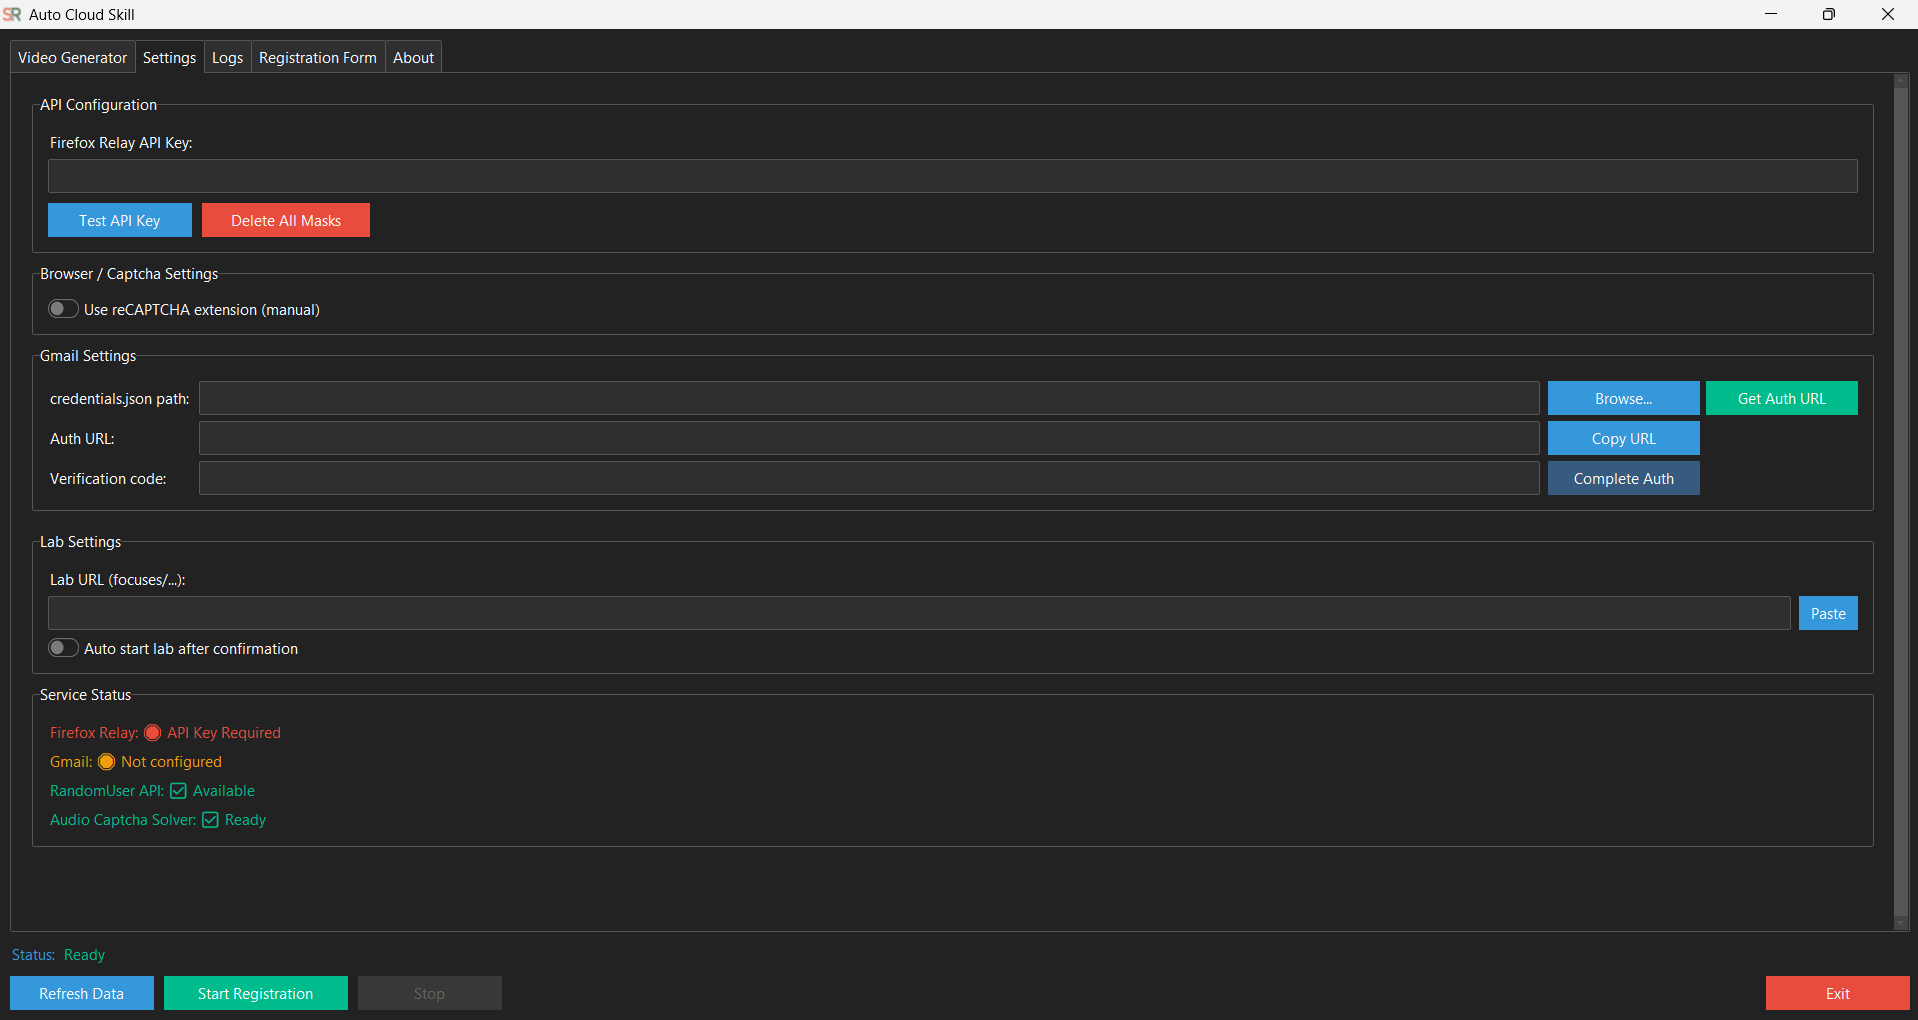 SR Auto Cloud Skill
Video Generator Settings Logs Registration Form About
API Configuration
Firefox Relay API Key:
Test API Key Delete All Masks
Browser / Captcha Settings
Use reCAPTCHA extension (manual)
Gmail Settings
credentials.json path: Browse... Get Auth URL
Auth URL: Copy URL
Verification code: Complete Auth
Lab Settings
Lab URL (focuses/...):
Paste
Auto start lab after confirmation
Service Status
Firefox Relay: API Key Required
Gmail: Not configured
RandomUser API: Available
Audio Captcha Solver: Ready
Status: Ready
Refresh Data Start Registration Stop Exit